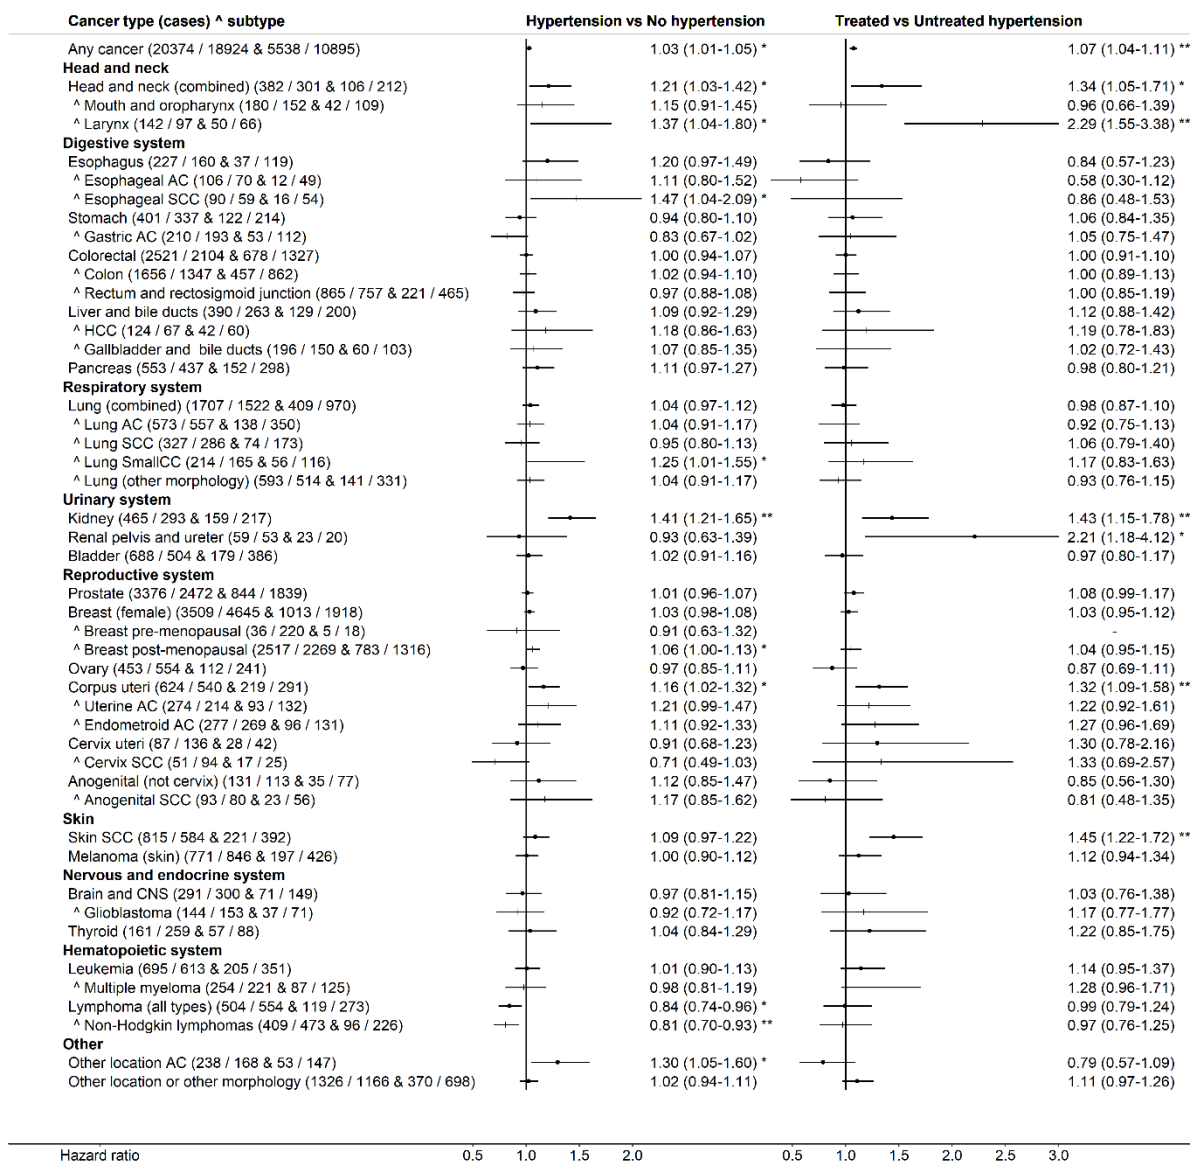 Cancer type (cases) ^ subtype Hypertension vs No hypertension Treated vs Untreated hypertension
Any cancer (20374 / 18924 & 5538 / 10895) 1.03 (1.01-1.05) * 1.07 (1.04-1.11) **
Head and neck
Head and neck (combined) (382 / 301 & 106 / 212) 1.21 (1.03-1.42) * 1.34 (1.05-1.71) *
^ Mouth and oropharynx (180 / 152 & 42 / 109) 1.15 (0.91-1.45) 0.96 (0.66-1.39)
^ Larynx (142 / 97 & 50 / 66) 1.37 (1.04-1.80) * 2.29 (1.55-3.38) **
Digestive system
Esophagus (227 / 160 & 37 / 119) 1.20 (0.97-1.49) 0.84 (0.57-1.23)
^ Esophageal AC (106 / 70 & 12 / 49) 1.11 (0.80-1.52) 0.58 (0.30-1.12)
^ Esophageal SCC (90 / 59 & 16 / 54) 1.47 (1.04-2.09) * 0.86 (0.48-1.53)
Stomach (401 / 337 & 122 / 214) 0.94 (0.80-1.10) 1.06 (0.84-1.35)
^ Gastric AC (210 / 193 & 53 / 112) 0.83 (0.67-1.02) 1.05 (0.75-1.47)
Colorectal (2521 / 2104 & 678 / 1327) 1.00 (0.94-1.07) 1.00 (0.91-1.10)
^ Colon (1656 / 1347 & 457 / 862) 1.02 (0.94-1.10) 1.00 (0.89-1.13)
^ Rectum and rectosigmoid junction (865 / 757 & 221 / 465) 0.97 (0.88-1.08) 1.00 (0.85-1.19)
Liver and bile ducts (390 / 263 & 129 / 200) 1.09 (0.92-1.29) 1.12 (0.88-1.42)
^ HCC (124 / 67 & 42 / 60) 1.18 (0.86-1.63) 1.19 (0.78-1.83)
^ Gallbladder and bile ducts (196 / 150 & 60 / 103) 1.07 (0.85-1.35) 1.02 (0.72-1.43)
Pancreas (553 / 437 & 152 / 298) 1.11 (0.97-1.27) 0.98 (0.80-1.21)
Respiratory system
Lung (combined) (1707 / 1522 & 409 / 970) 1.04 (0.97-1.12) 0.98 (0.87-1.10)
^ Lung AC (573 / 557 & 138 / 350) 1.04 (0.91-1.17) 0.92 (0.75-1.13)
^ Lung SCC (327 / 286 & 74 / 173) 0.95 (0.80-1.13) 1.06 (0.79-1.40)
^ Lung SmallCC (214 / 165 & 56 / 116) 1.25 (1.01-1.55) * 1.17 (0.83-1.63)
^ Lung (other morphology) (593 / 514 & 141 / 331) 1.04 (0.91-1.17) 0.93 (0.76-1.15)
Urinary system
Kidney (465 / 293 & 159 / 217) 1.41 (1.21-1.65) ** 1.43 (1.15-1.78) **
Renal pelvis and ureter (59 / 53 & 23 / 20) 0.93 (0.63-1.39) 2.21 (1.18-4.12) *
Bladder (688 / 504 & 179 / 386) 1.02 (0.91-1.16) 0.97 (0.80-1.17)
Reproductive system
Prostate (3376 / 2472 & 844 / 1839) 1.01 (0.96-1.07) 1.08 (0.99-1.17)
Breast (female) (3509 / 4645 & 1013 / 1918) 1.03 (0.98-1.08) 1.03 (0.95-1.12)
^ Breast pre-menopausal (36 / 220 & 5 / 18) 0.91 (0.63-1.32) -
^ Breast post-menopausal (2517 / 2269 & 783 / 1316) 1.06 (1.00-1.13) * 1.04 (0.95-1.15)
Ovary (453 / 554 & 112 / 241) 0.97 (0.85-1.11) 0.87 (0.69-1.11)
Corpus uteri (624 / 540 & 219 / 291) 1.16 (1.02-1.32) * 1.32 (1.09-1.58) **
^ Uterine AC (274 / 214 & 93 / 132) 1.21 (0.99-1.47) 1.22 (0.92-1.61)
^ Endometroid AC (277 / 269 & 96 / 131) 1.11 (0.92-1.33) 1.27 (0.96-1.69)
Cervix uteri (87 / 136 & 28 / 42) 0.91 (0.68-1.23) 1.30 (0.78-2.16)
^ Cervix SCC (51 / 94 & 17 / 25) 0.71 (0.49-1.03) 1.33 (0.69-2.57)
Anogenital (not cervix) (131 / 113 & 35 / 77) 1.12 (0.85-1.47) 0.85 (0.56-1.30)
^ Anogenital SCC (93 / 80 & 23 / 56) 1.17 (0.85-1.62) 0.81 (0.48-1.35)
Skin
Skin SCC (815 / 584 & 221 / 392) 1.09 (0.97-1.22) 1.45 (1.22-1.72) **
Melanoma (skin) (771 / 846 & 197 / 426) 1.00 (0.90-1.12) 1.12 (0.94-1.34)
Nervous and endocrine system
Brain and CNS (291 / 300 & 71 / 149) 0.97 (0.81-1.15) 1.03 (0.76-1.38)
^ Glioblastoma (144 / 153 & 37 / 71) 0.92 (0.72-1.17) 1.17 (0.77-1.77)
Thyroid (161 / 259 & 57 / 88) 1.04 (0.84-1.29) 1.22 (0.85-1.75)
Hematopoietic system
Leukemia (695 / 613 & 205 / 351) 1.01 (0.90-1.13) 1.14 (0.95-1.37)
^ Multiple myeloma (254 / 221 & 87 / 125) 0.98 (0.81-1.19) 1.28 (0.96-1.71)
Lymphoma (all types) (504 / 554 & 119 / 273) 0.84 (0.74-0.96) * 0.99 (0.79-1.24)
^ Non-Hodgkin lymphomas (409 / 473 & 96 / 226) 0.81 (0.70-0.93) ** 0.97 (0.76-1.25)
Other
Other location AC (238 / 168 & 53 / 147) 1.30 (1.05-1.60) * 0.79 (0.57-1.09)
Other location or other morphology (1326 / 1166 & 370 / 698) 1.02 (0.94-1.11) 1.11 (0.97-1.26)
Hazard ratio 0.5 1.0 1.5 2.0 0.5 1.0 1.5 2.0 2.5 3.0